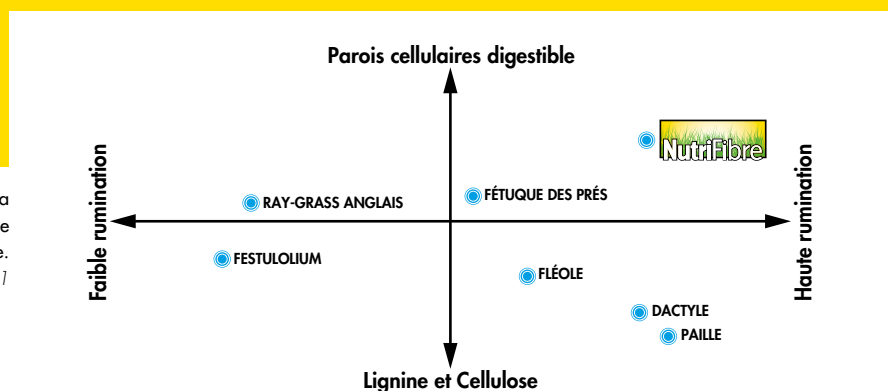 Parois cellulaires digestible
NutriFibre
Faible rumination
Haute rumination
a
RAY-GRASS ANGLAIS
FÉTUQUE DES PRÉS
e
e.
FESTULOLIUM
1
FLÉOLE
DACTYLE
PAILLE
Lignine et Cellulose